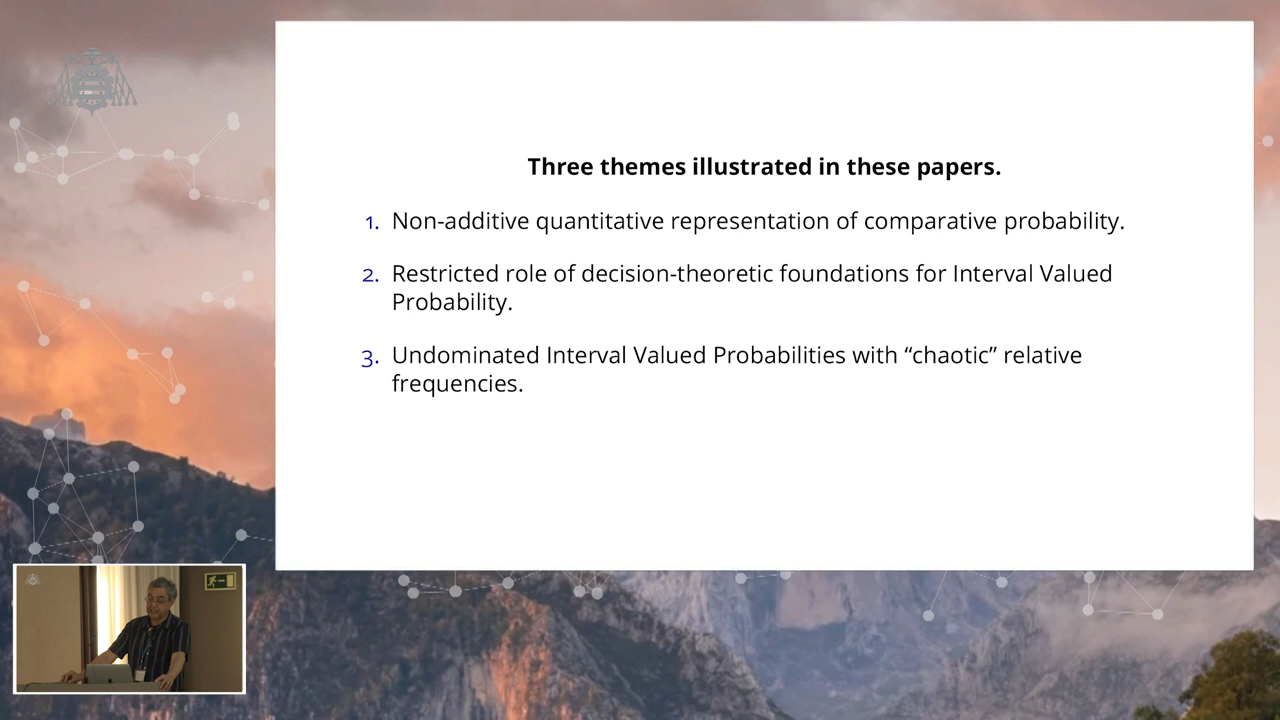 Three themes illustrated in these papers.
1. Non-additive quantitative representation of comparative probability.
2. Restricted role of decision-theoretic foundations for Interval Valued
Probability.
3. Undominated Interval Valued Probabilities with “chaotic” relative
frequencies.